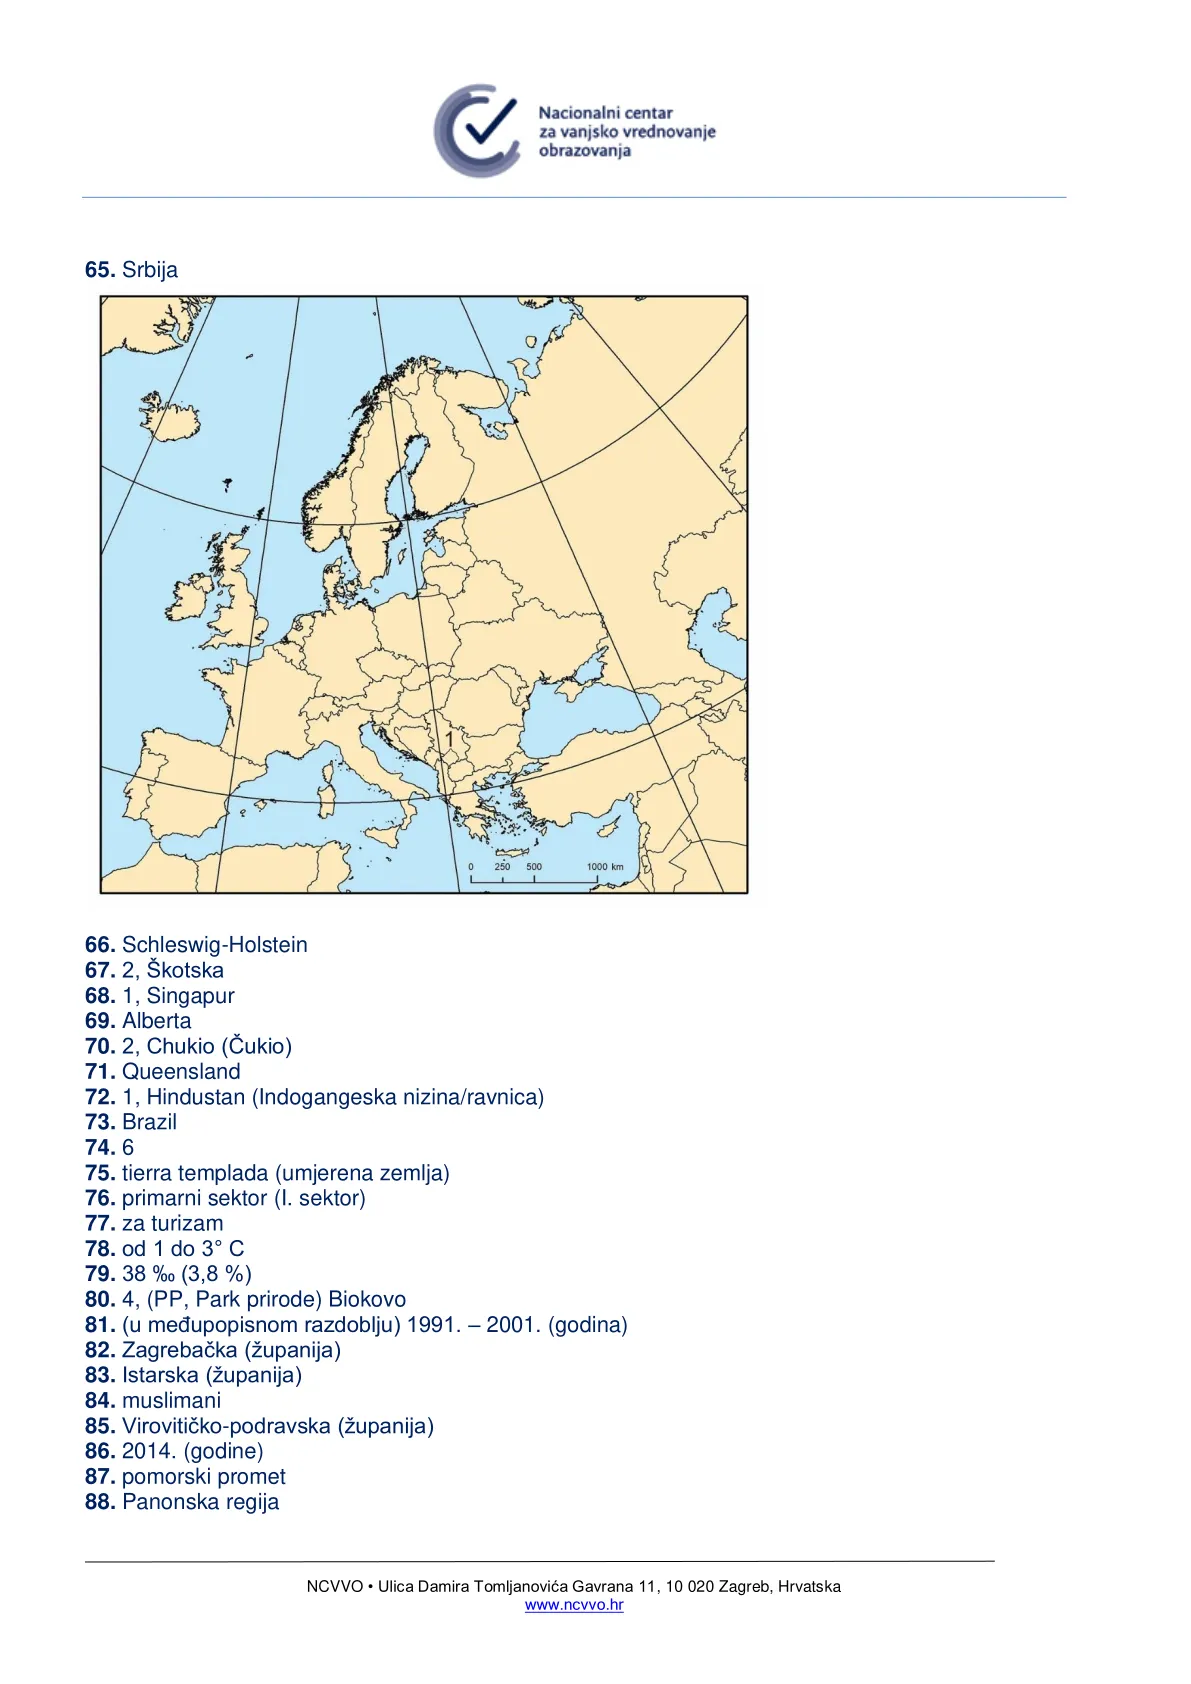 Nacionalni centar
za vanjsko vrednovanje
obrazovanja
65. Srbija
1
0 250 500 1000 km
66. Schleswig-Holstein
67. 2, Škotska
68. 1, Singapur
69. Alberta
70. 2, Chukio (Čukio)
71. Queensland
72. 1, Hindustan (Indogangeska nizina/ravnica)
73. Brazil
74. 6
75. tierra templada (umjerena zemlja)
76. primarni sektor (I. sektor)
77. za turizam
78. od 1 do 3° C
79. 38 ‰ (3,8 %)
80. 4, (PP, Park prirode) Biokovo
81. (u međupopisnom razdoblju) 1991. – 2001. (godina)
82. Zagrebačka (županija)
83. Istarska (županija)
84. muslimani
85. Virovitičko-podravska (županija)
86. 2014. (godine)
87. pomorski promet
88. Panonska regija
NCVVO • Ulica Damira Tomljanovića Gavrana 11, 10 020 Zagreb, Hrvatska
www.ncvvo.hr